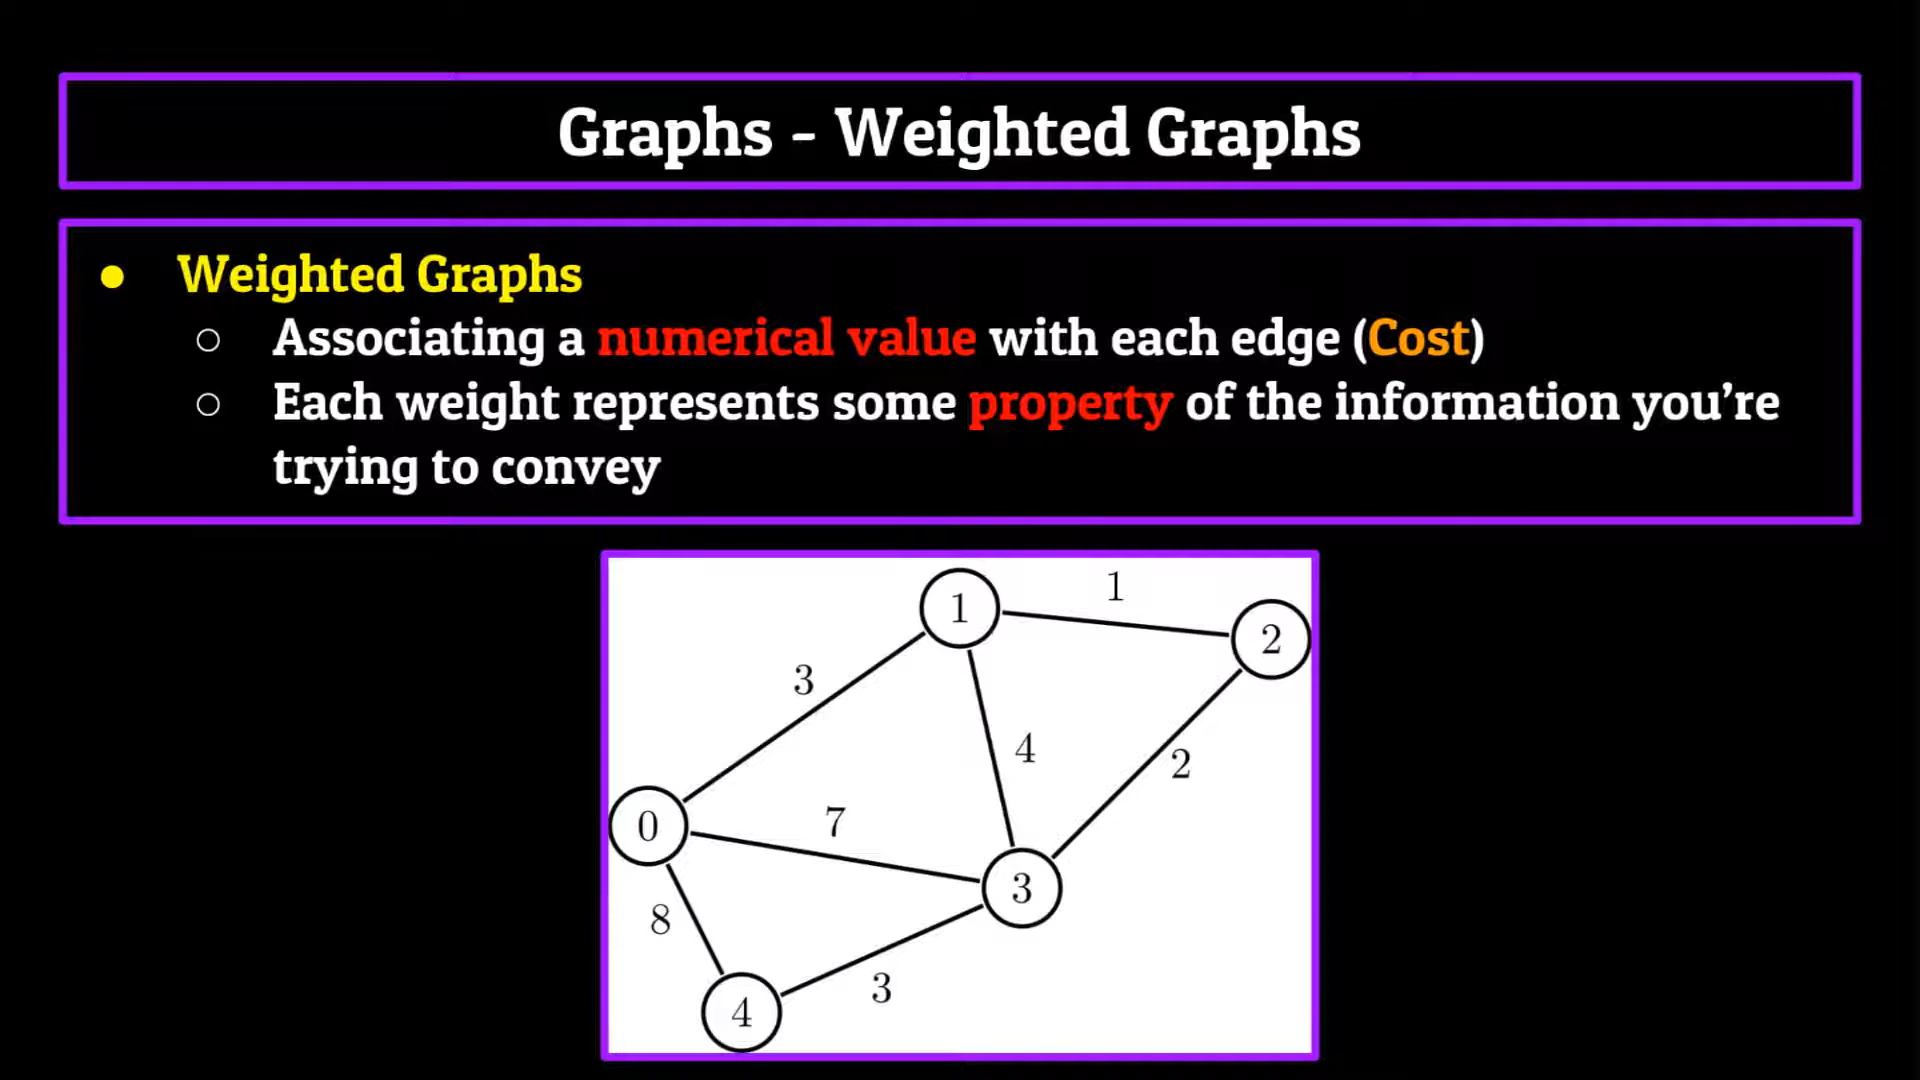 Graphs - Weighted Graphs
● Weighted Graphs
○ Associating a numerical value with each edge (Cost)
○ Each weight represents some property of the information you’re
trying to convey
1
1
2
3
4
2
7
0
3
8
3
4